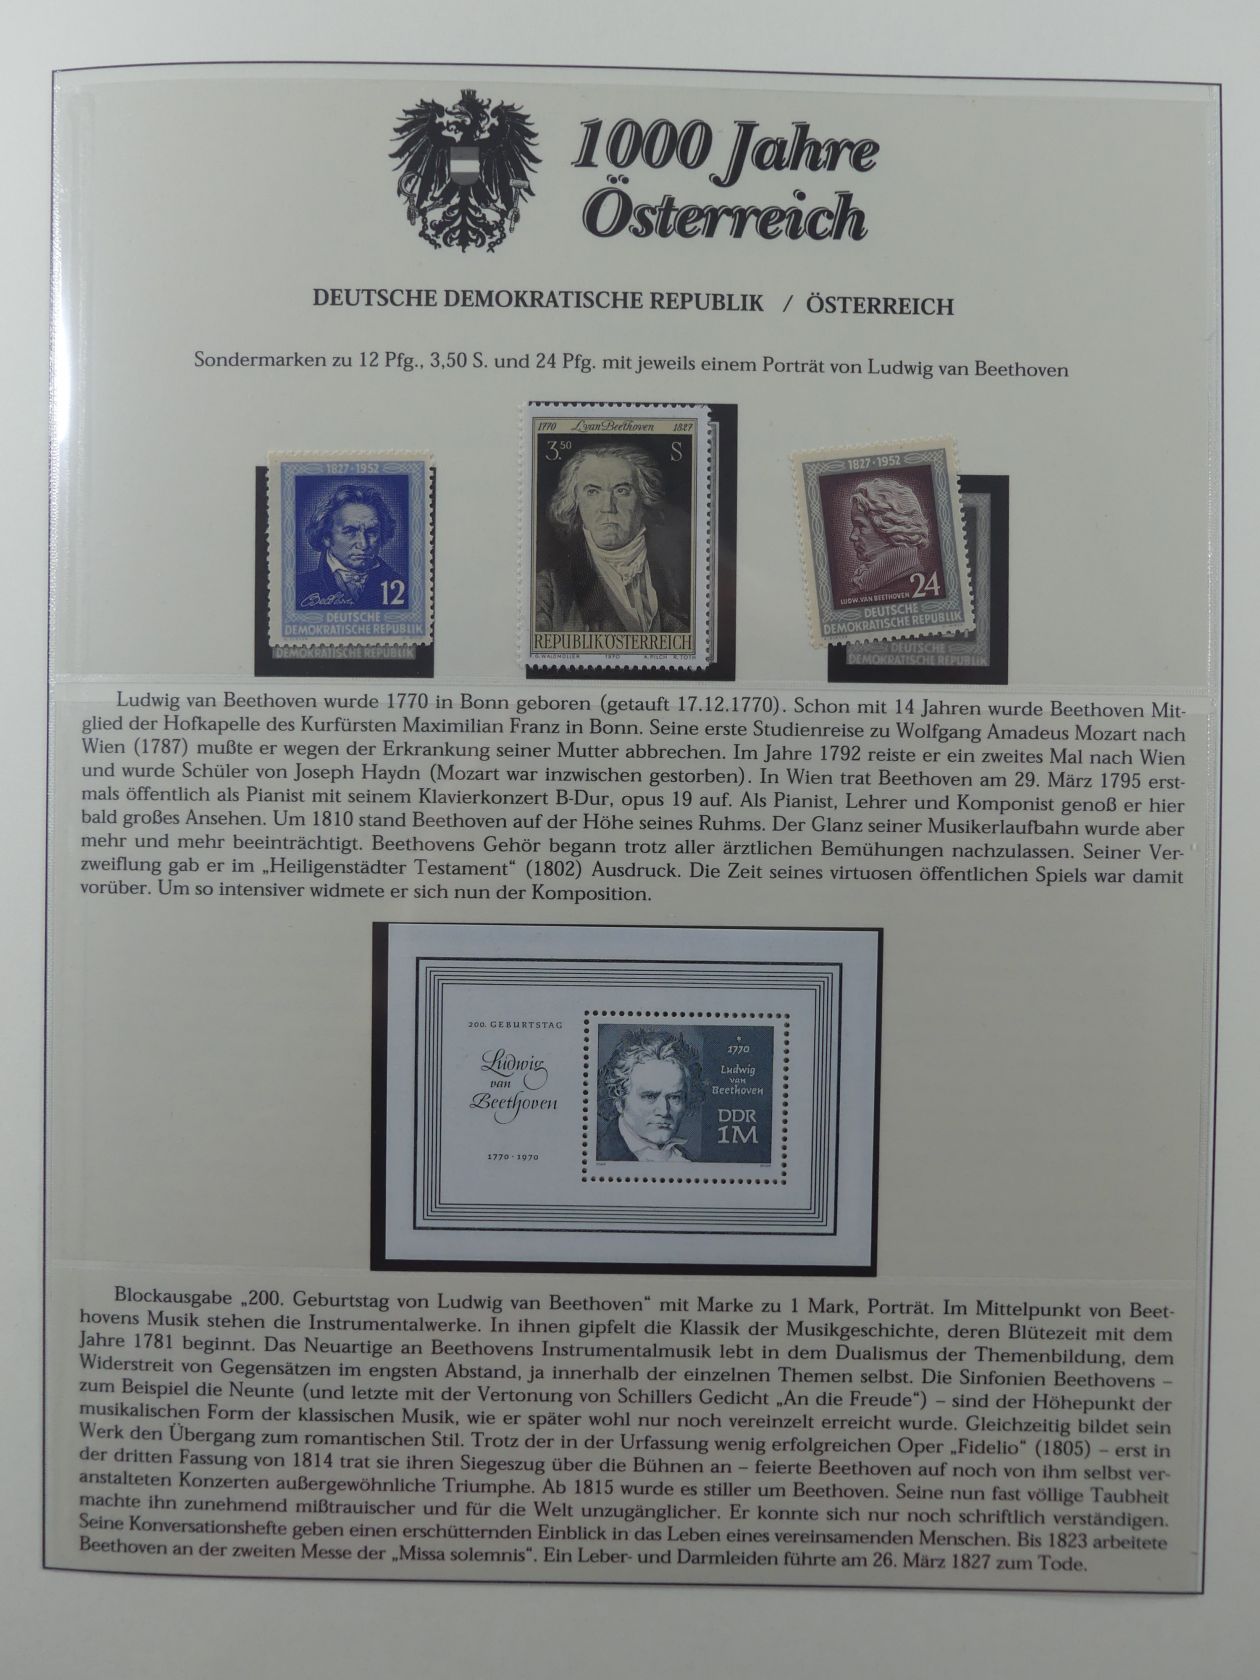 1000 Jahre
Österreich
DEUTSCHE DEMOKRATISCHE REPUBLIK / ÖSTERREICH
Sondermarken zu 12 Pfg., 3,50 S. und 24 Pfg. mit jeweils einem Porträt von Ludwig van Beethoven
1827 · 1952
Beethoven
12
DEUTSCHE
DEMOKRATISCHE REPUBLIK
DEMOKRATISCHE REPUBLIK
1770 L. van Beethoven 1827
3.50 S
REPUBLIK ÖSTERREICH
F. G. WALDMÜLLER 1970 A. PILCH R. TOTH
1827 · 1952
24
LUDW. VAN BEETHOVEN
DEUTSCHE
DEMOKRATISCHE REPUBLIK
DEUTSCHE
DEMOKRATISCHE REPUBLIK
Ludwig van Beethoven wurde 1770 in Bonn geboren (getauft 17.12.1770). Schon mit 14 Jahren wurde Beethoven Mit-
glied der Hofkapelle des Kurfürsten Maximilian Franz in Bonn. Seine erste Studienreise zu Wolfgang Amadeus Mozart nach
Wien (1787) mußte er wegen der Erkrankung seiner Mutter abbrechen. Im Jahre 1792 reiste er ein zweites Mal nach Wien
und wurde Schüler von Joseph Haydn (Mozart war inzwischen gestorben). In Wien trat Beethoven am 29. März 1795 erst-
mals öffentlich als Pianist mit seinem Klavierkonzert B-Dur, opus 19 auf. Als Pianist, Lehrer und Komponist genoß er hier
bald großes Ansehen. Um 1810 stand Beethoven auf der Höhe seines Ruhms. Der Glanz seiner Musikerlaufbahn wurde aber
mehr und mehr beeinträchtigt. Beethovens Gehör begann trotz aller ärztlichen Bemühungen nachzulassen. Seiner Ver-
zweiflung gab er im „Heiligenstädter Testament“ (1802) Ausdruck. Die Zeit seines virtuosen öffentlichen Spiels war damit
vorüber. Um so intensiver widmete er sich nun der Komposition.
200. GEBURTSTAG
Ludwig
van
Beethoven
1770 · 1970
* 1770
Ludwig
van
Beethoven
DDR
1M
Blockausgabe „200. Geburtstag von Ludwig van Beethoven“ mit Marke zu 1 Mark, Porträt. Im Mittelpunkt von Beet-
hovens Musik stehen die Instrumentalwerke. In ihnen gipfelt die Klassik der Musikgeschichte, deren Blütezeit mit dem
Jahre 1781 beginnt. Das Neuartige an Beethovens Instrumentalmusik lebt in dem Dualismus der Themenbildung, dem
Widerstreit von Gegensätzen im engsten Abstand, ja innerhalb der einzelnen Themen selbst. Die Sinfonien Beethovens –
zum Beispiel die Neunte (und letzte mit der Vertonung von Schillers Gedicht „An die Freude“) – sind der Höhepunkt der
musikalischen Form der klassischen Musik, wie er später wohl nur noch vereinzelt erreicht wurde. Gleichzeitig bildet sein
Werk den Übergang zum romantischen Stil. Trotz der in der Urfassung wenig erfolgreichen Oper „Fidelio“ (1805) – erst in
der dritten Fassung von 1814 trat sie ihren Siegeszug über die Bühnen an – feierte Beethoven auf noch von ihm selbst ver-
anstalteten Konzerten außergewöhnliche Triumphe. Ab 1815 wurde es stiller um Beethoven. Seine nun fast völlige Taubheit
machte ihn zunehmend mißtrauischer und für die Welt unzugänglicher. Er konnte sich nur noch schriftlich verständigen.
Seine Konversationshefte geben einen erschütternden Einblick in das Leben eines vereinsamenden Menschen. Bis 1823 arbeitete
Beethoven an der zweiten Messe der „Missa solemnis“. Ein Leber- und Darmleiden führte am 26. März 1827 zum Tode.